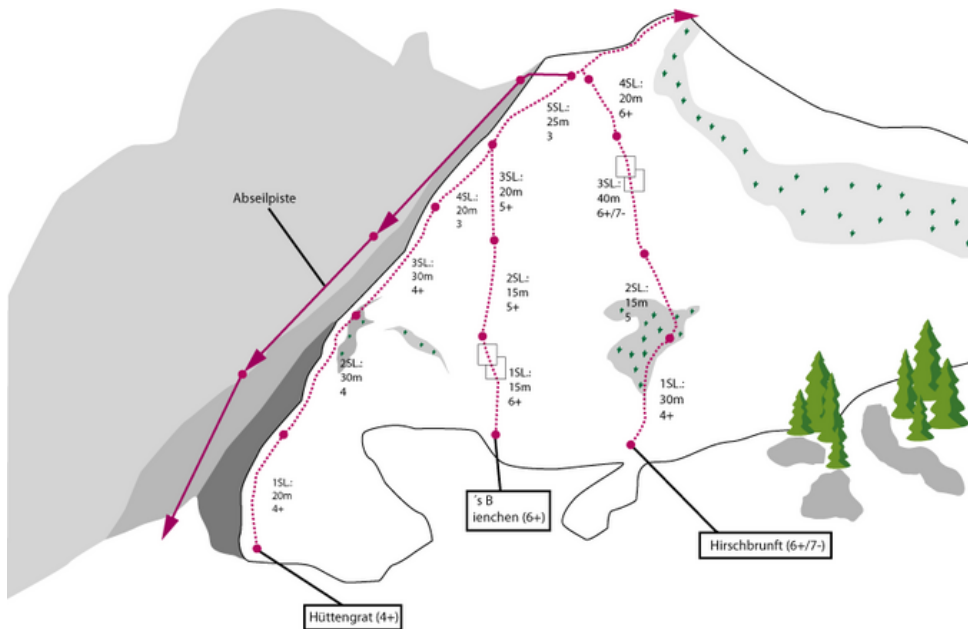 5SL.:
25m
3
4SL.:
20m
6+
Abseilpiste
4SL.:
20m
3
3SL.:
20m
5+
3SL.:
40m
6+/7-
3SL.:
30m
4+
2SL.:
15m
5+
2SL.:
15m
5
2SL.:
30m
4
1SL.:
15m
6+
1SL.:
30m
4+
1SL.:
20m
4+
´s B
ienchen (6+)
Hirschbrunft (6+/7-)
Hüttengrat (4+)